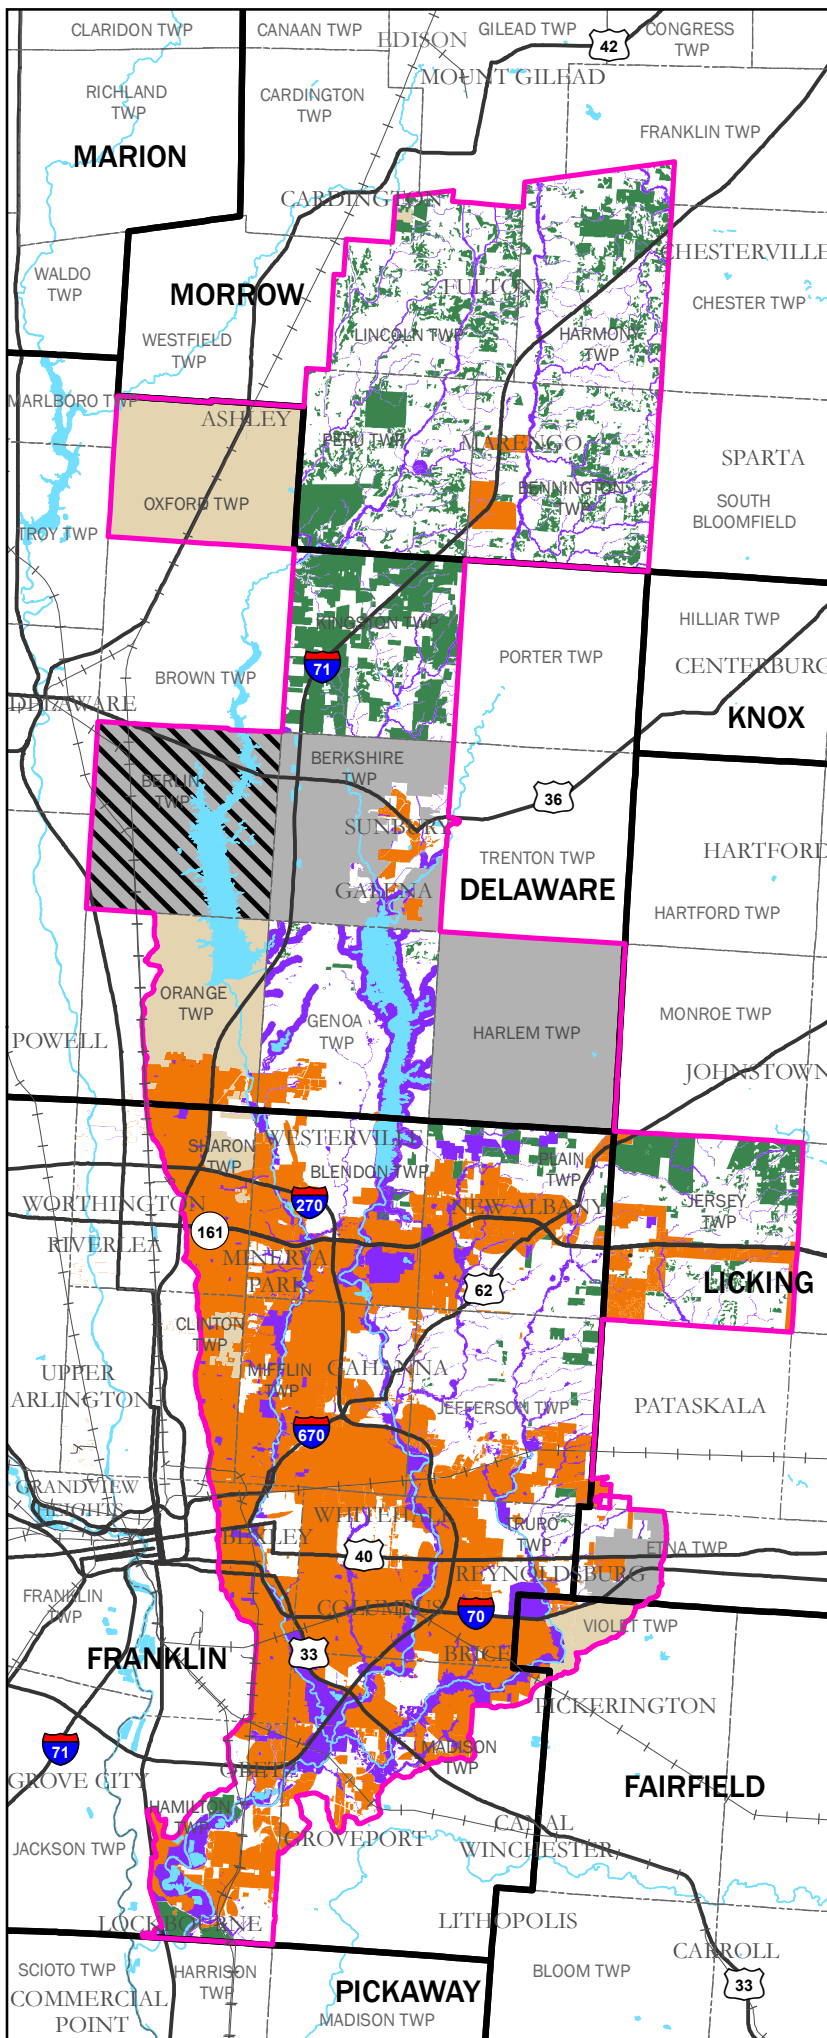 CLARIDON TWP
CANAAN TWP
EDISON
GILEAD TWP
CONGRESS
TWP
42
MOUNT GILEAD
RICHLAND
TWP
CARDINGTON
TWP
FRANKLIN TWP
MARION
CARDINGTON
CHESTERVILLE
WALDO
TWP
MORROW
FULTON
CHESTER TWP
WESTFIELD
TWP
LINCOLN TWP
HARMONY
TWP
MARLBORO TWP
ASHLEY
PERU TWP
MARENGO
SPARTA
OXFORD TWP
BENNINGTON
TWP
SOUTH
BLOOMFIELD
TROY TWP
KINGSTON TWP
HILLIAR TWP
71
PORTER TWP
CENTERBURG
BROWN TWP
DELAWARE
KNOX
BERKSHIRE
TWP
BERLIN
TWP
36
SUNBURY
TRENTON TWP
HARTFORD
GALENA
DELAWARE
HARTFORD TWP
ORANGE
TWP
GENOA
TWP
HARLEM TWP
MONROE TWP
POWELL
JOHNSTOWN
SHARON
TWP
WESTERVILLE
BLENDON TWP
PLAIN
TWP
WORTHINGTON
270
NEW ALBANY
JERSEY
TWP
161
RIVERLEA
MINERVA
PARK
62
LICKING
CLINTON
TWP
UPPER
ARLINGTON
MIFFLIN
TWP
GAHANNA
JEFFERSON TWP
PATASKALA
670
GRANDVIEW
HEIGHTS
WHITEHALL
BEXLEY
TRURO
TWP
40
ETNA TWP
REYNOLDSBURG
FRANKLIN
TWP
COLUMBUS
70
VIOLET TWP
FRANKLIN
33
BRICE
PICKERINGTON
71
MADISON
TWP
GROVE CITY
OBETZ
FAIRFIELD
HAMILTON
TWP
GROVEPORT
CANAL
WINCHESTER
JACKSON TWP
LOCKBOURNE
LITHOPOLIS
CARROLL
SCIOTO TWP
HARRISON
TWP
BLOOM TWP
33
COMMERCIAL
POINT
PICKAWAY
MADISON TWP